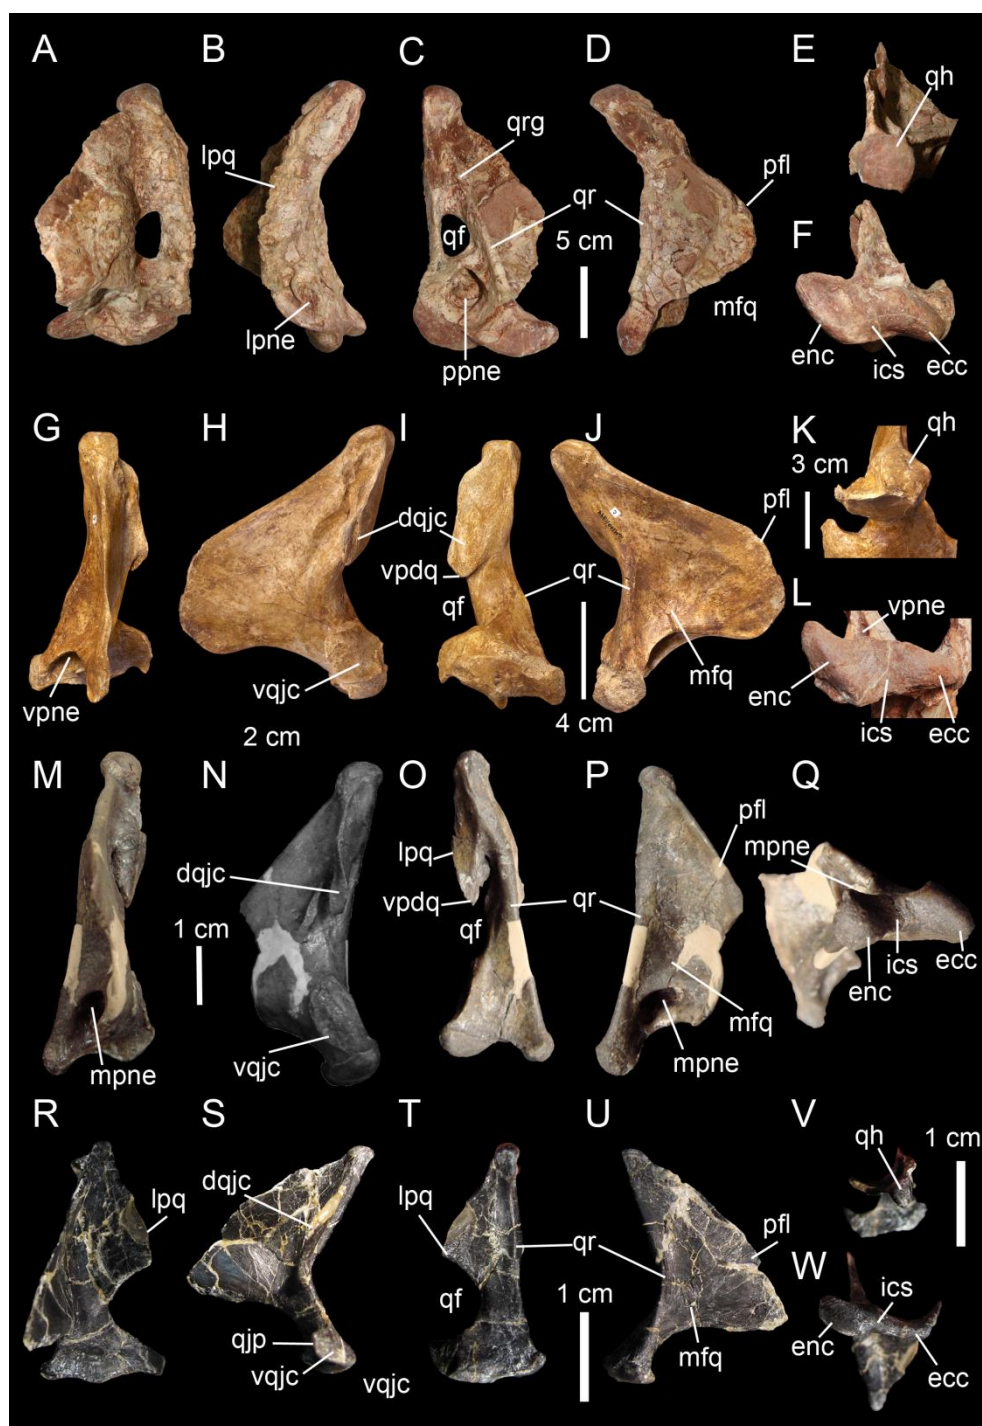 A B C D E
qh
lpq
qrg
pfl
qr
qf
5 cm
F
mfq
lpne
ppne
enc
ics
ecc
G H I J K
qh
3 cm
dqjc
pfl
vpdq
qr
qf
L
vpne
mfq
enc
vqjc
vpne
ics
ecc
2 cm
4 cm
M N O P Q
pfl
mpne
lpq
dqjc
vpdq
qr
1 cm
qf
ics
ecc
enc
mfq
vqjc
mpne
mpne
R S T U V
qh
1 cm
dqjc
lpq
lpq
qr
pfl
W
ics
qf
1 cm
enc
qjp
mfq
ecc
vqjc
vqjc